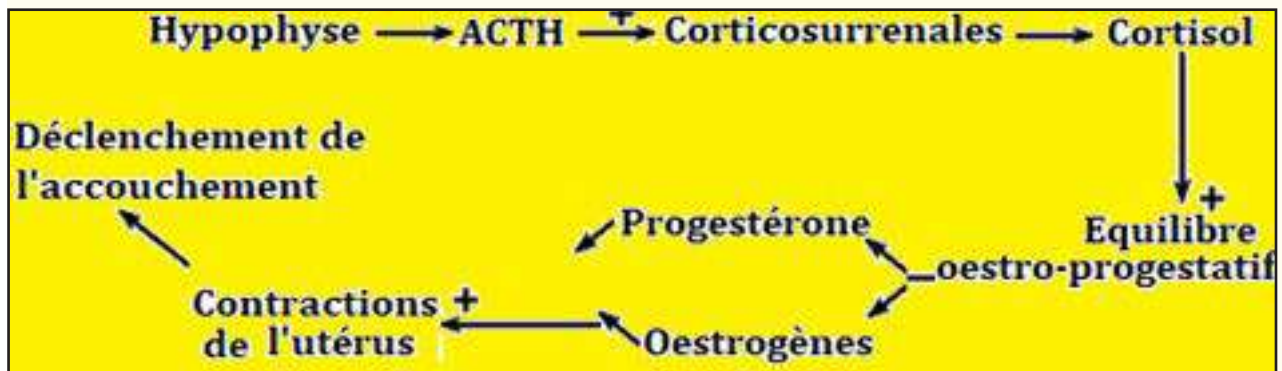 Hypophyse ACTH + Corticosurrenales Cortisol
Déclenchement de
l'accouchement
+
Progestérone
Equilibre
oestro-progestatif
Contractions +
de l'utérus
Oestrogènes